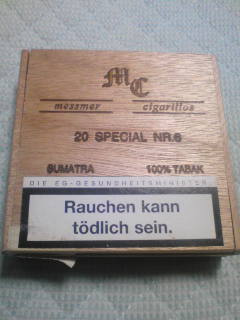 MC
messmer cigarillos
20 SPECIAL NR.6
SUMATRA 100% TABAK
DIE EG-GESUNDHEITSMINISTER
Rauchen kann
tödlich sein.